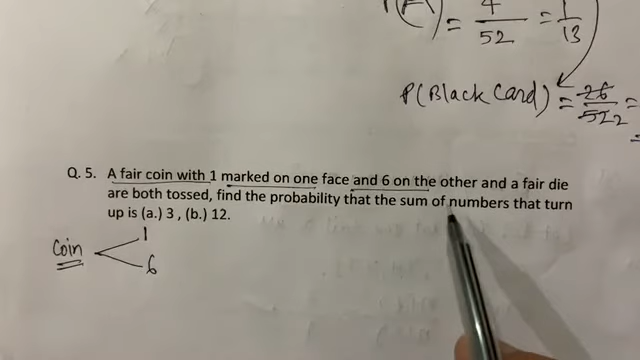 P(A) = 4/52 = 1/13
P(Black Card) = 26/52 2 =
=
Q. 5. A fair coin with 1 marked on one face and 6 on the other and a fair die
are both tossed, find the probability that the sum of numbers that turn
up is (a.) 3 , (b.) 12.
Coin
1
6